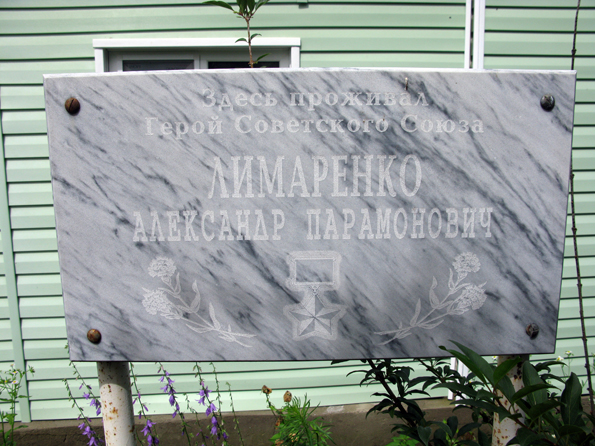 Здесь проживал
Герой Советского Союза
ЛИМАРЕНКО
АЛЕКСАНДР ПАРАМОНОВИЧ